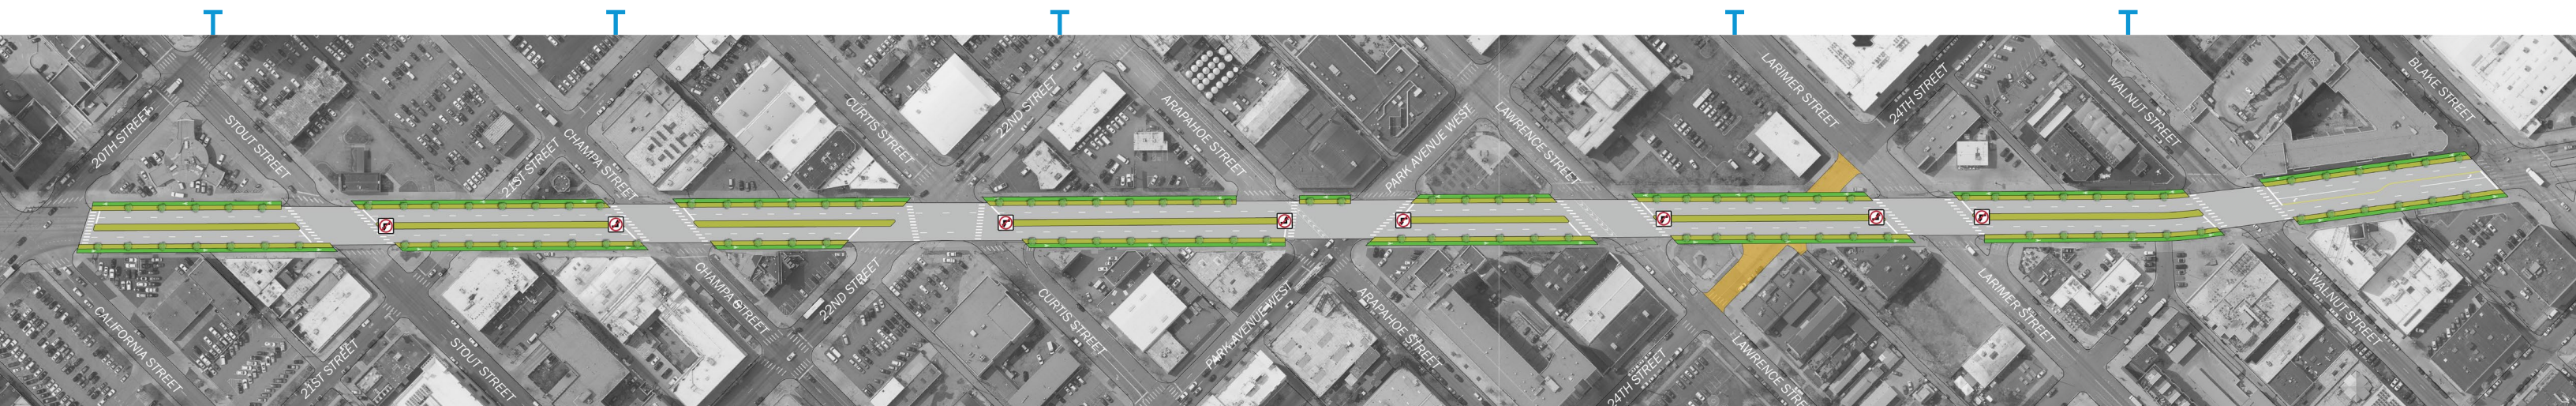 20TH STREET
STOUT STREET
21ST STREET
CHAMPA STREET
CURTIS STREET
22ND STREET
ARAPAHOE STREET
PARK AVENUE WEST
LAWRENCE STREET
LARIMER STREET
24TH STREET
WALNUT STREET
BLAKE STREET
CALIFORNIA STREET
21ST STREET
STOUT STREET
CHAMPA STREET
22ND STREET
CURTIS STREET
PARK AVENUE WEST
ARAPAHOE STREET
24TH STREET
LAWRENCE STREET
LARIMER STREET
WALNUT STREET